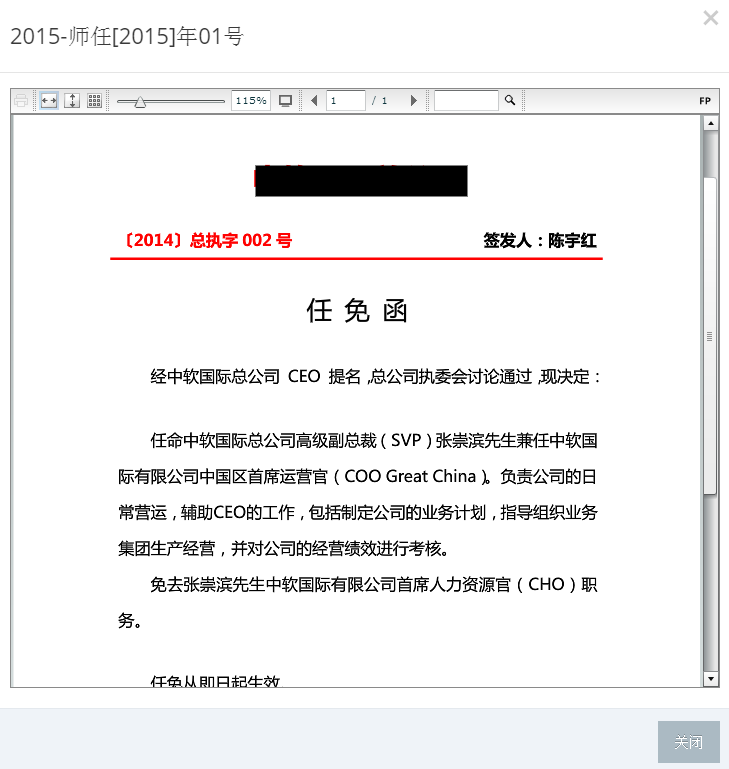 2015-师任[2015]年01号
×
115%
1
/ 1
FP
〔2014〕总执字 002 号
签发人：陈宇红
任 免 函
经中软国际总公司 CEO 提名，总公司执委会讨论通过，现决定：
任命中软国际总公司高级副总裁（SVP）张崇滨先生兼任中软国
际有限公司中国区首席运营官（COO Great China）。负责公司的日
常营运，辅助CEO的工作，包括制定公司的业务计划，指导组织业务
集团生产经营，并对公司的经营绩效进行考核。
免去张崇滨先生中软国际有限公司首席人力资源官（CHO）职
务。
任免从即日起生效。
关闭